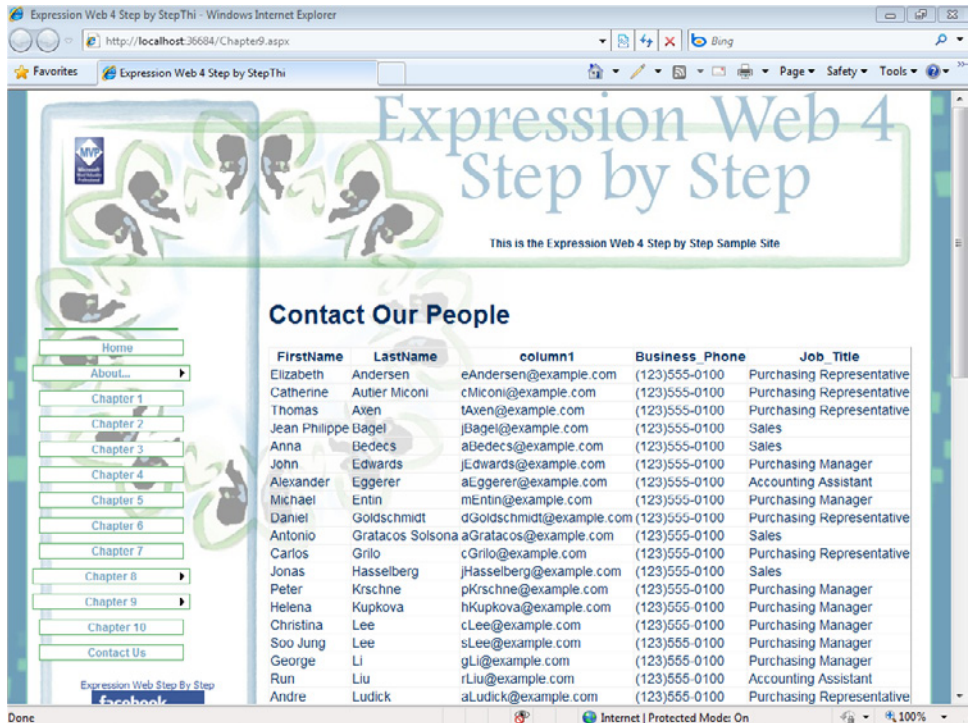 Expression Web 4 Step by StepThi - Windows Internet Explorer
http://localhost:36684/Chapter9.aspx
Bing
Favorites
Expression Web 4 Step by StepThi
Page
Safety
Tools
Expression Web 4
Step by Step
MVP
This is the Expression Web 4 Step by Step Sample Site
Home
About...
Chapter 1
Chapter 2
Chapter 3
Chapter 4
Chapter 5
Chapter 6
Chapter 7
Chapter 8
Chapter 9
Chapter 10
Contact Us
Expression Web Step By Step
facebook
Contact Our People
FirstName LastName column1 Business_Phone Job_Title
Elizabeth Andersen eAndersen@example.com (123)555-0100 Purchasing Representative
Catherine Autier Miconi cMiconi@example.com (123)555-0100 Purchasing Representative
Thomas Axen tAxen@example.com (123)555-0100 Purchasing Representative
Jean Philippe Bagel jBagel@example.com (123)555-0100 Sales
Anna Bedecs aBedecs@example.com (123)555-0100 Sales
John Edwards jEdwards@example.com (123)555-0100 Purchasing Manager
Alexander Eggerer aEggerer@example.com (123)555-0100 Accounting Assistant
Michael Entin mEntin@example.com (123)555-0100 Purchasing Manager
Daniel Goldschmidt dGoldschmidt@example.com (123)555-0100 Purchasing Representative
Antonio Gratacos Solsona aGratacos@example.com (123)555-0100 Sales
Carlos Grilo cGrilo@example.com (123)555-0100 Purchasing Representative
Jonas Hasselberg jHasselberg@example.com (123)555-0100 Sales
Peter Krschne pKrschne@example.com (123)555-0100 Purchasing Manager
Helena Kupkova hKupkova@example.com (123)555-0100 Purchasing Manager
Christina Lee cLee@example.com (123)555-0100 Purchasing Manager
Soo Jung Lee sLee@example.com (123)555-0100 Purchasing Manager
George Li gLi@example.com (123)555-0100 Purchasing Manager
Run Liu rLiu@example.com (123)555-0100 Accounting Assistant
Andre Ludick aLudick@example.com (123)555-0100 Purchasing Representative
Done
Internet | Protected Mode: On
100%